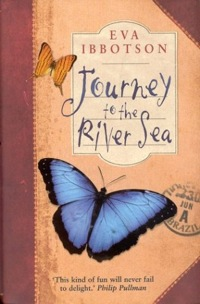 EVA
IBBOTSON
Journey
to the
River Sea
JUN
A
BRAZIL
'This kind of fun will never fail
to delight.' Philip Pullman